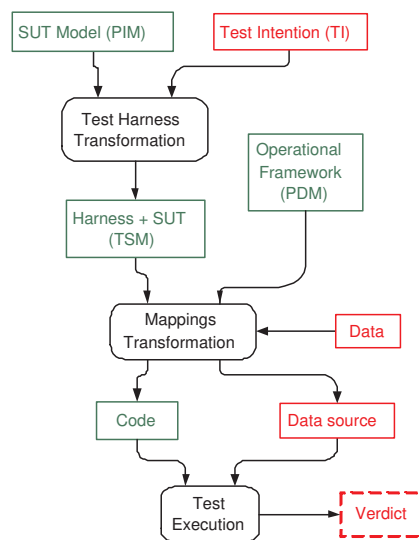 SUT Model (PIM)
Test Intention (TI)
Test Harness
Transformation
Operational
Framework
(PDM)
Harness + SUT
(TSM)
Mappings
Transformation
Data
Code
Data source
Test
Execution
Verdict